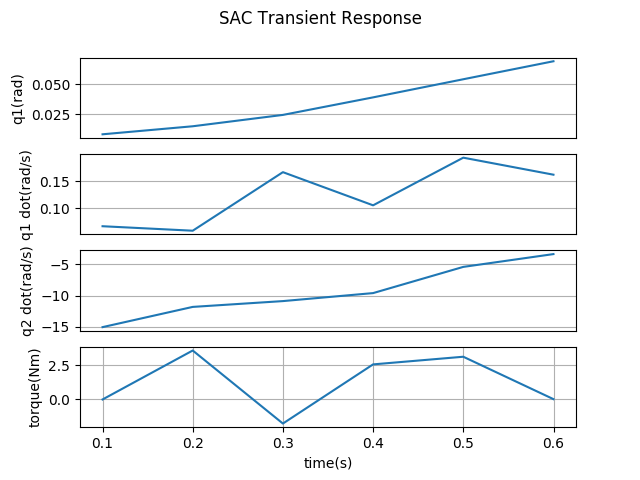 SAC Transient Response
q1(rad)
0.050
0.025
q1 dot(rad/s)
0.15
0.10
q2 dot(rad/s)
−5
−10
−15
torque(Nm)
2.5
0.0
0.1 0.2 0.3 0.4 0.5 0.6
time(s)